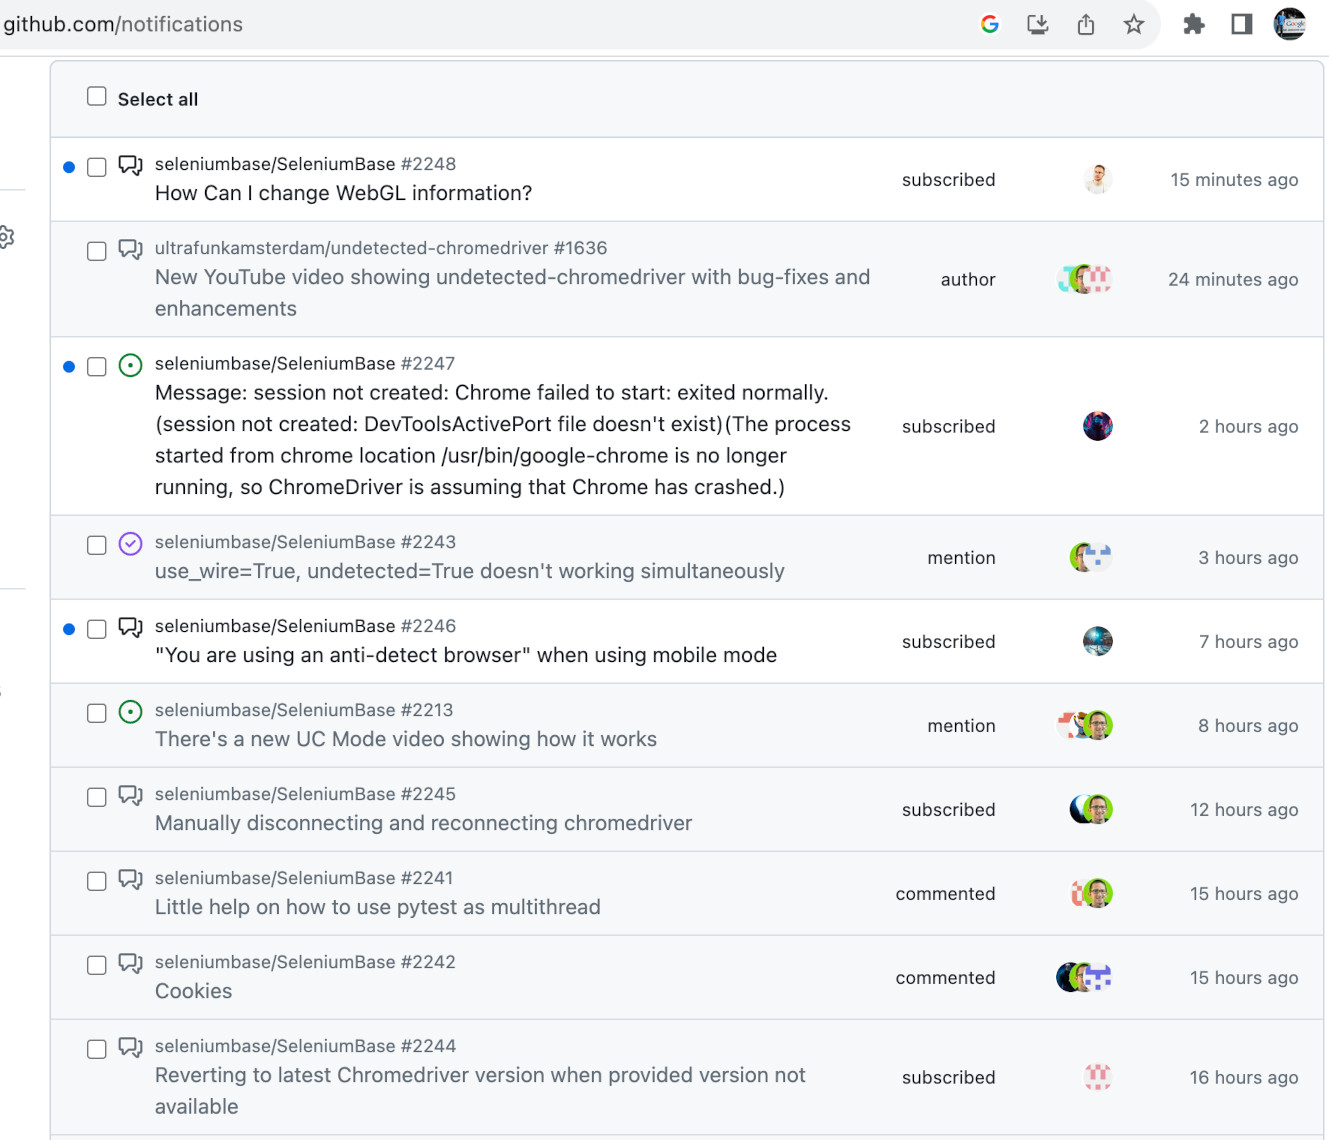 github.com/notifications
Select all
seleniumbase/SeleniumBase #2248
How Can I change WebGL information?
subscribed
15 minutes ago
ultrafunkamsterdam/undetected-chromedriver #1636
New YouTube video showing undetected-chromedriver with bug-fixes and
enhancements
author
24 minutes ago
seleniumbase/SeleniumBase #2247
Message: session not created: Chrome failed to start: exited normally.
(session not created: DevToolsActivePort file doesn't exist)(The process
started from chrome location /usr/bin/google-chrome is no longer
running, so ChromeDriver is assuming that Chrome has crashed.)
subscribed
2 hours ago
seleniumbase/SeleniumBase #2243
use_wire=True, undetected=True doesn't working simultaneously
mention
3 hours ago
seleniumbase/SeleniumBase #2246
"You are using an anti-detect browser" when using mobile mode
subscribed
7 hours ago
seleniumbase/SeleniumBase #2213
There's a new UC Mode video showing how it works
mention
8 hours ago
seleniumbase/SeleniumBase #2245
Manually disconnecting and reconnecting chromedriver
subscribed
12 hours ago
seleniumbase/SeleniumBase #2241
Little help on how to use pytest as multithread
commented
15 hours ago
seleniumbase/SeleniumBase #2242
Cookies
commented
15 hours ago
seleniumbase/SeleniumBase #2244
Reverting to latest Chromedriver version when provided version not
available
subscribed
16 hours ago